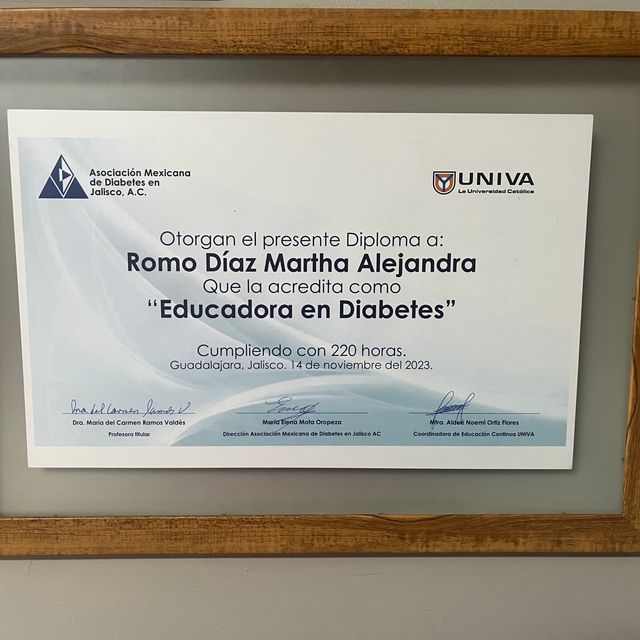 Asociación Mexicana
de Diabetes en
Jalisco, A.C.
UNIVA
La Universidad Católica
Otorgan el presente Diploma a:
Romo Díaz Martha Alejandra
Que la acredita como
“Educadora en Diabetes”
Cumpliendo con 220 horas.
Guadalajara, Jalisco. 14 de noviembre del 2023.
Dra. María del Carmen Ramos Valdés
Profesora titular
María Elena Mota Oropeza
Dirección Asociación Mexicana de Diabetes en Jalisco AC
Mtra. Aideé Noemí Ortiz Flores
Coordinadora de Educación Continua UNIVA